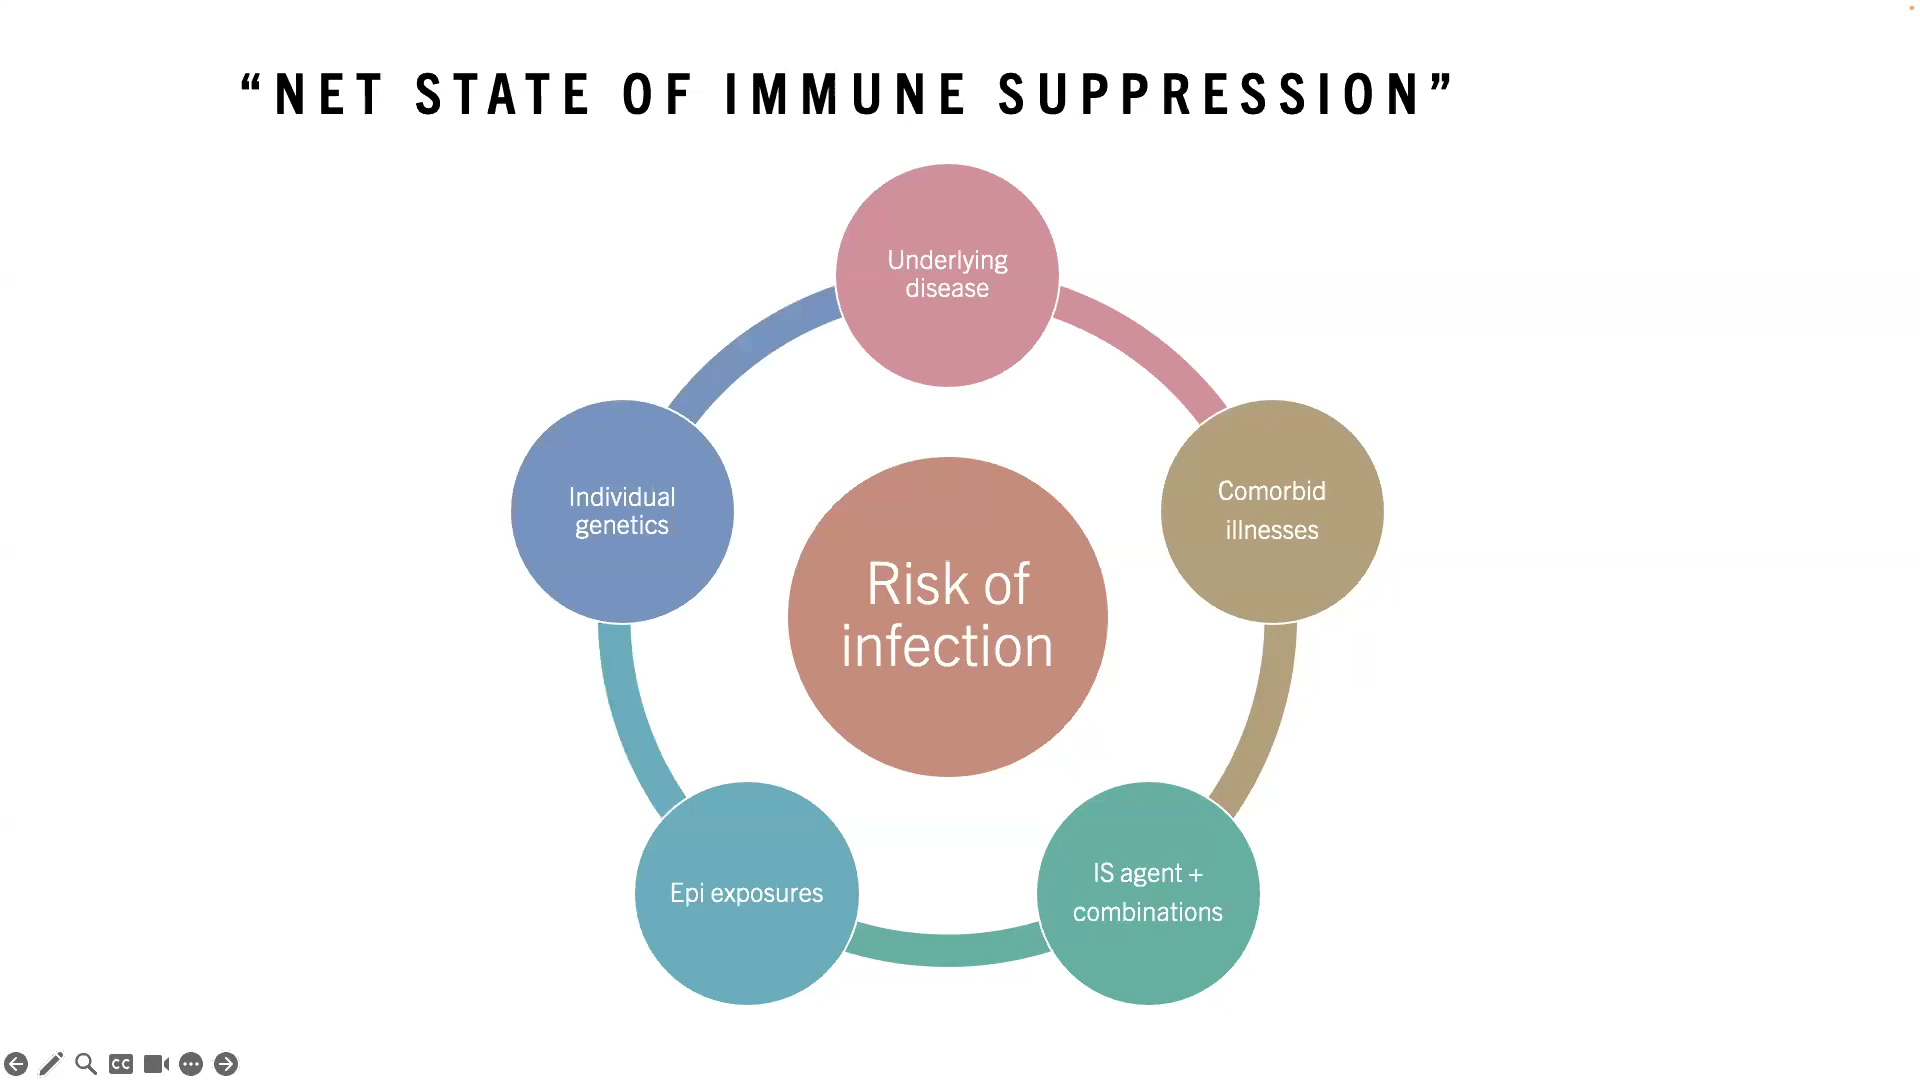 “NET STATE OF IMMUNE SUPPRESSION”
Underlying
disease
Comorbid
illnesses
Individual
genetics
Risk of
infection
IS agent +
combinations
Epi exposures
CC